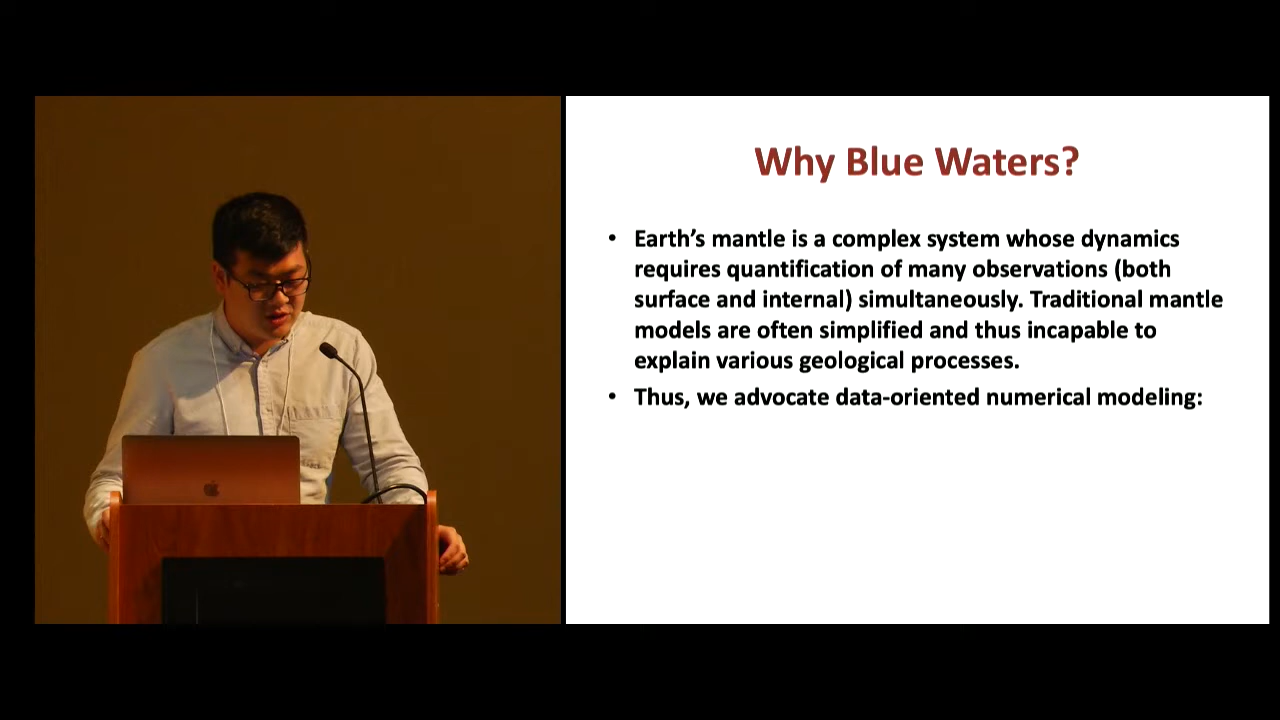 Why Blue Waters?
• Earth's mantle is a complex system whose dynamics
requires quantification of many observations (both
surface and internal) simultaneously. Traditional mantle
models are often simplified and thus incapable to
explain various geological processes.
• Thus, we advocate data-oriented numerical modeling: